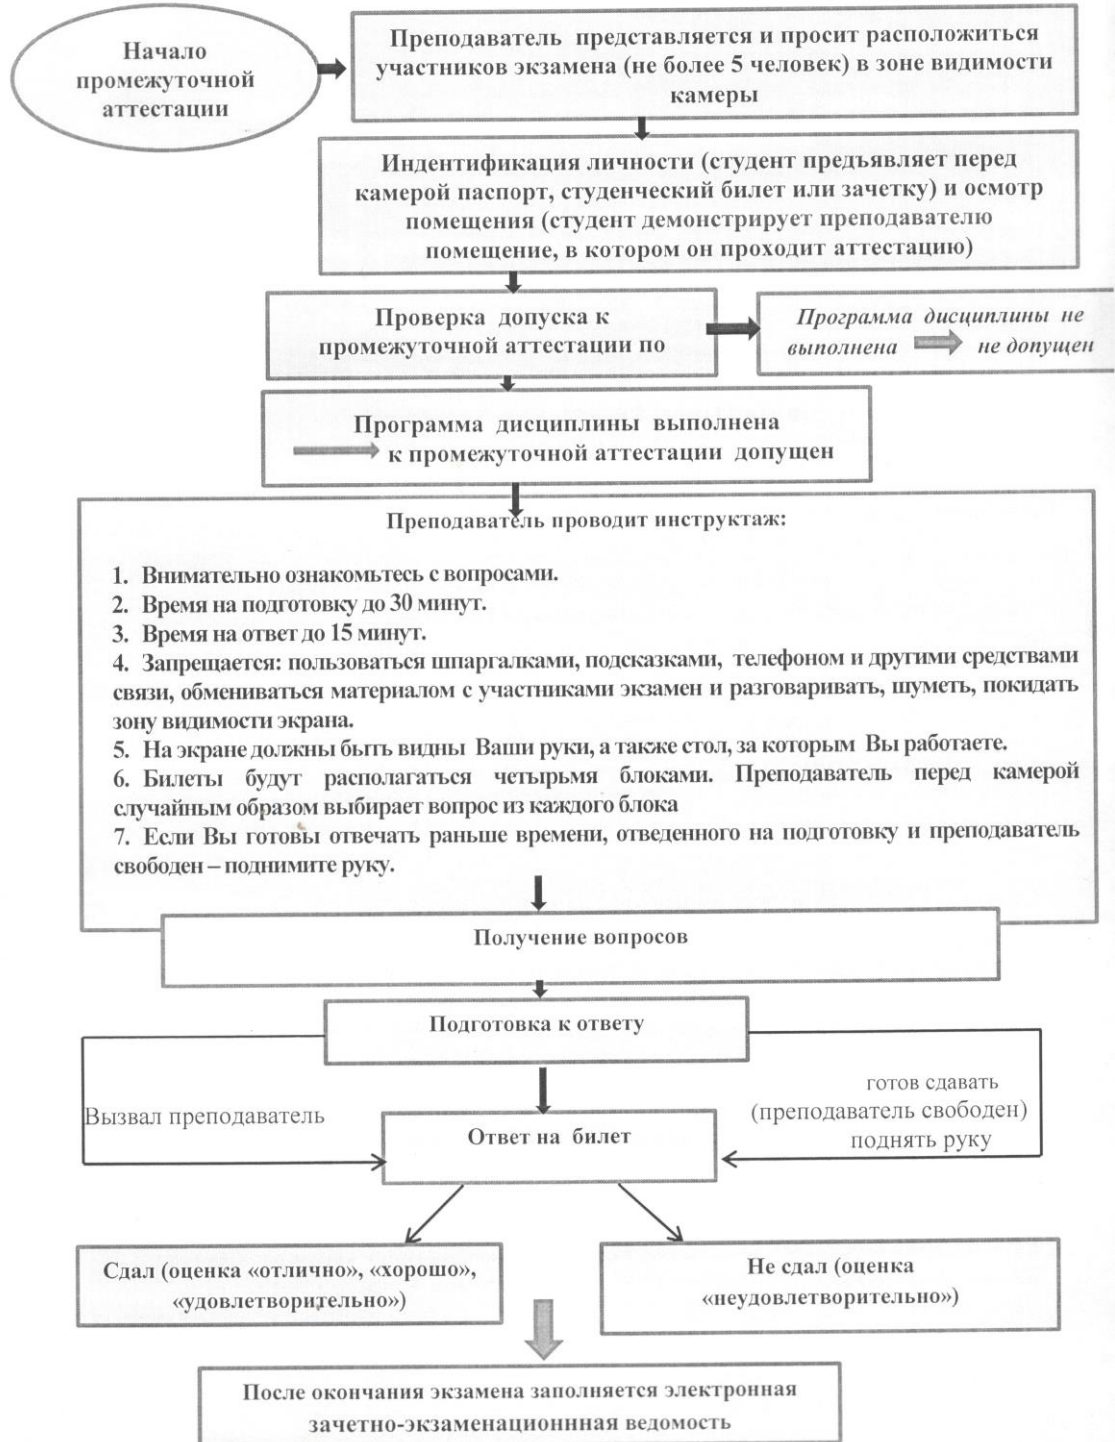 Начало
промежуточной
аттестации
Преподаватель представляется и просит расположиться
участников экзамена (не более 5 человек) в зоне видимости
камеры
Индентификация личности (студент предъявляет перед
камерой паспорт, студенческий билет или зачетку) и осмотр
помещения (студент демонстрирует преподавателю
помещение, в котором он проходит аттестацию)
Проверка допуска к
промежуточной аттестации по
Программа дисциплины не
выполнена не допущен
Программа дисциплины выполнена
к промежуточной аттестации допущен
Преподаватель проводит инструктаж:
1. Внимательно ознакомьтесь с вопросами.
2. Время на подготовку до 30 минут.
3. Время на ответ до 15 минут.
4. Запрещается: пользоваться шпаргалками, подсказками, телефоном и другими средствами
связи, обмениваться материалом с участниками экзамен и разговаривать, шуметь, покидать
зону видимости экрана.
5. На экране должны быть видны Ваши руки, а также стол, за которым Вы работаете.
6. Билеты будут располагаться четырьмя блоками. Преподаватель перед камерой
случайным образом выбирает вопрос из каждого блока
7. Если Вы готовы отвечать раньше времени, отведенного на подготовку и преподаватель
свободен – поднимите руку.
Получение вопросов
Подготовка к ответу
Вызвал преподаватель
готов сдавать
(преподаватель свободен)
поднять руку
Ответ на билет
Сдал (оценка «отлично», «хорошо»,
«удовлетворительно»)
Не сдал (оценка
«неудовлетворительно»)
После окончания экзамена заполняется электронная
зачетно-экзаменационнная ведомость